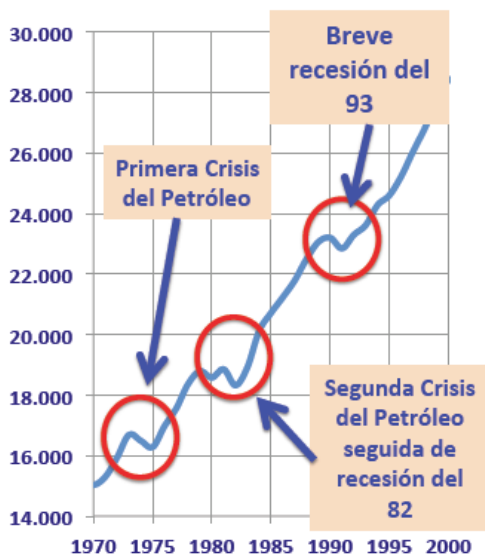 30.000
28.000
26.000
24.000
22.000
20.000
18.000
16.000
14.000
Breve
recesión del
93
Primera Crisis
del Petróleo
Segunda Crisis
del Petróleo
seguida de
recesión del
82
1970 1975 1980 1985 1990 1995 2000